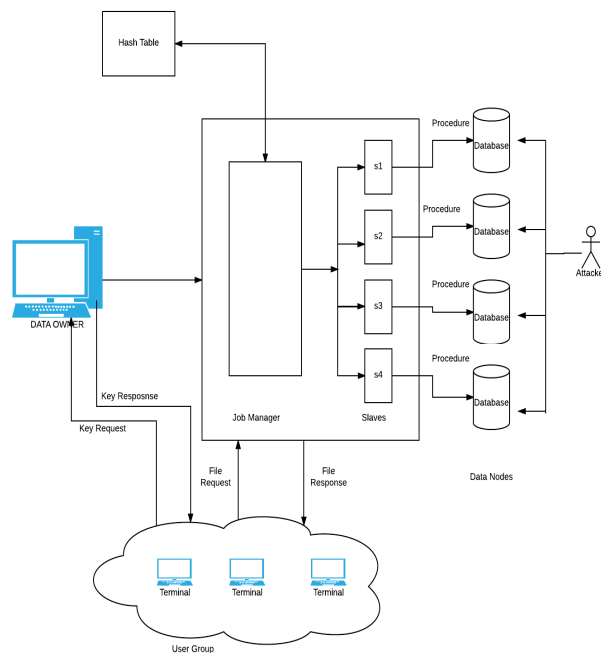 Hash Table
Procedure
Database
s1
Procedure
Database
s2
Attacke
Procedure
Database
s3
DATA OWNER
Procedure
Database
s4
Key Resposnse
Key Request
Job Manager
Slaves
File
Request
File
Response
Data Nodes
Terminal
Terminal
Terminal
User Group